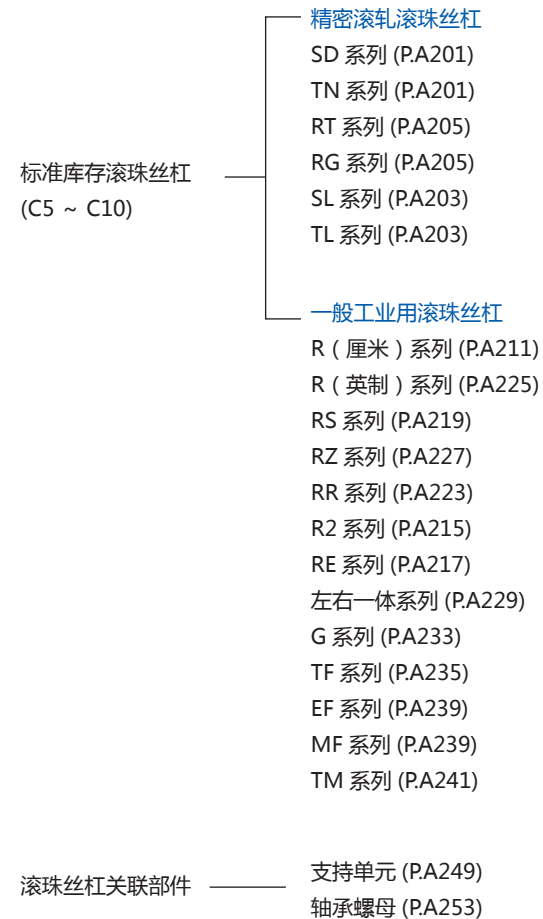 精密滚轧滚珠丝杠
SD 系列 (P.A201)
TN 系列 (P.A201)
RT 系列 (P.A205)
RG 系列 (P.A205)
SL 系列 (P.A203)
TL 系列 (P.A203)
标准库存滚珠丝杠
(C5 ~ C10)
一般工业用滚珠丝杠
R ( 厘米 ) 系列 (P.A211)
R ( 英制 ) 系列 (P.A225)
RS 系列 (P.A219)
RZ 系列 (P.A227)
RR 系列 (P.A223)
R2 系列 (P.A215)
RE 系列 (P.A217)
左右一体系列 (P.A229)
G 系列 (P.A233)
TF 系列 (P.A235)
EF 系列 (P.A239)
MF 系列 (P.A239)
TM 系列 (P.A241)
滚珠丝杠关联部件
支持单元 (P.A249)
轴承螺母 (P.A253)